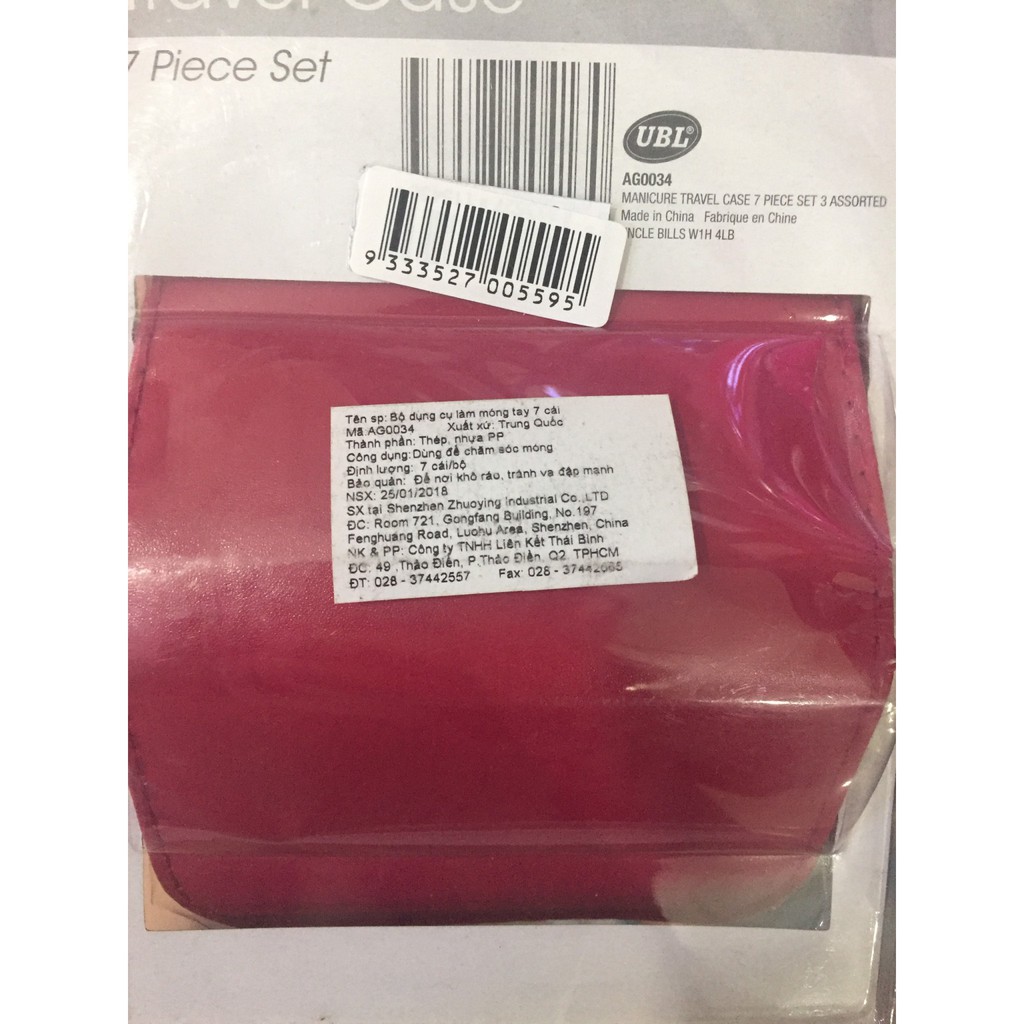 Travel Case
7 Piece Set
UBL®
AG0034
MANICURE TRAVEL CASE 7 PIECE SET 3 ASSORTED
Made in China Fabrique en Chine
UNCLE BILLS W1H 4LB
9 333527 005595
Tên sp: Bộ dụng cụ làm móng tay 7 cái
Mã:AG0034 Xuất xứ: Trung Quốc
Thành phần: Thép, nhựa PP
Công dụng:Dùng để chăm sóc móng
Định lượng: 7 cái/bộ
Bảo quản: Để nơi khô ráo, tránh va đập mạnh
NSX: 25/01/2018
SX tại Shenzhen Zhuoying Industrial Co.,LTD
ĐC: Room 721, Gongfang Building, No.197
Fenghuang Road, Luohu Area, Shenzhen, China
NK & PP: Công ty TNHH Liên Kết Thái Bình
ĐC: 49 ,Thảo Điền, P.Thảo Điền, Q2. TPHCM
ĐT: 028 - 37442557 Fax: 028 -